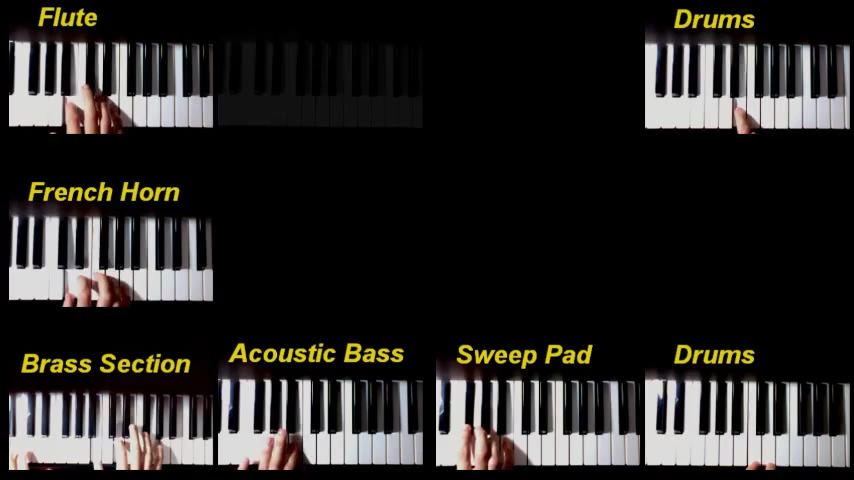 Flute
Drums
French Horn
Brass Section
Acoustic Bass
Sweep Pad
Drums